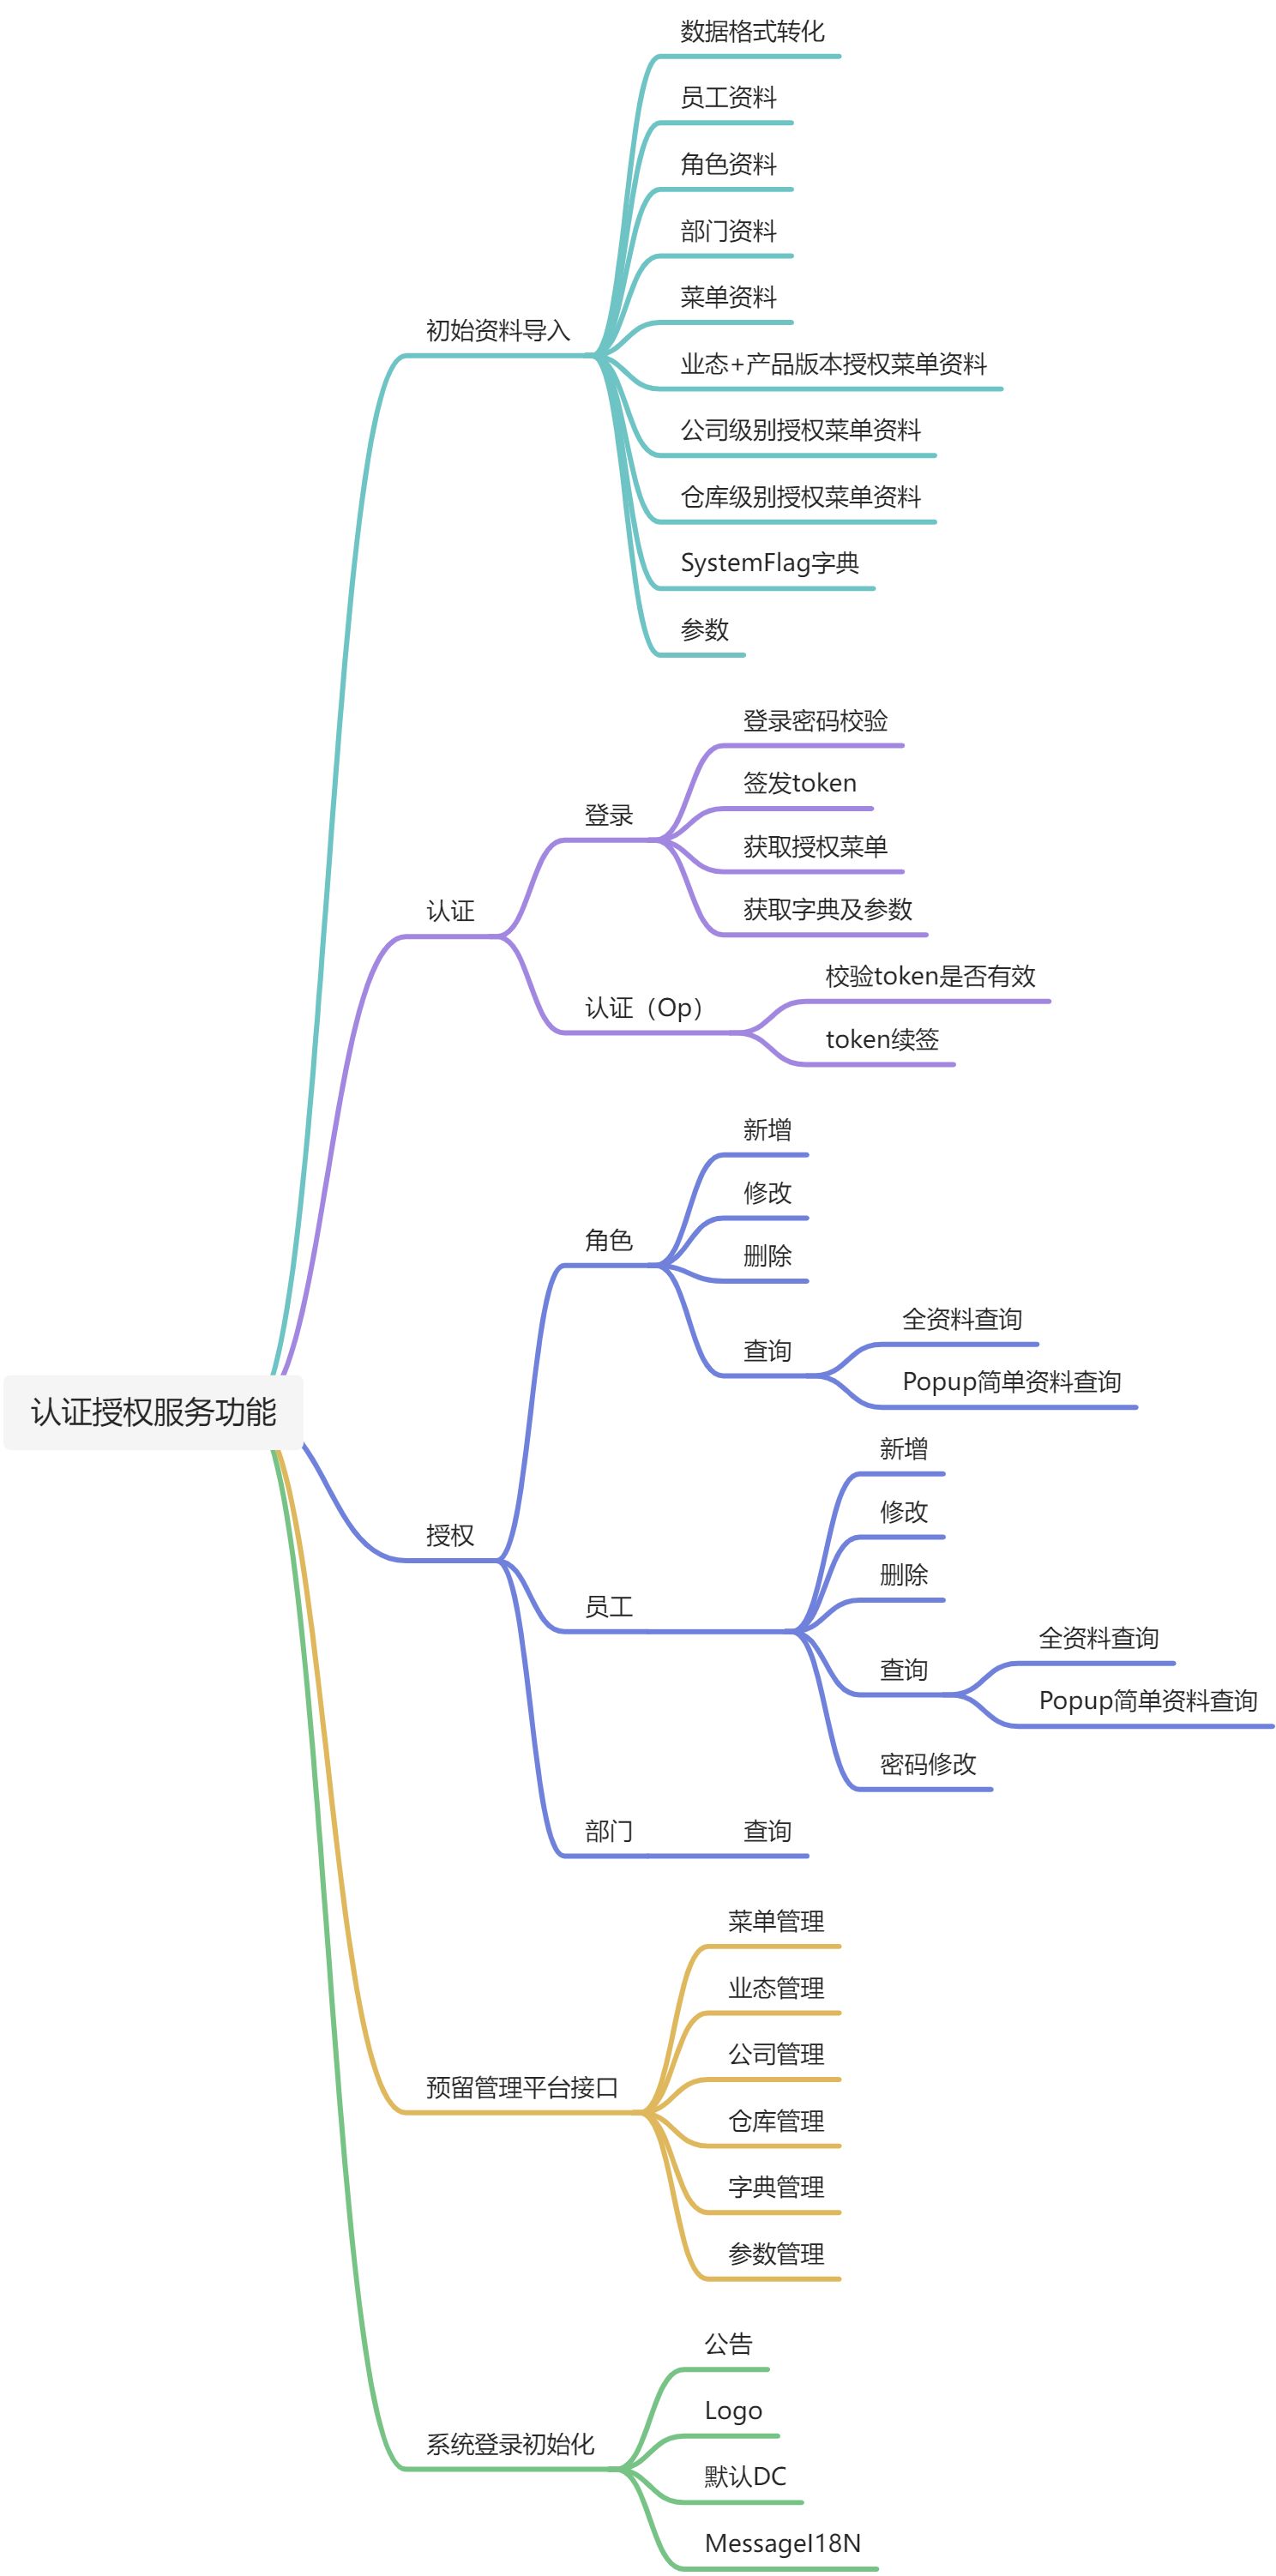 认证授权服务功能
初始资料导入
数据格式转化
员工资料
角色资料
部门资料
菜单资料
业态+产品版本授权菜单资料
公司级别授权菜单资料
仓库级别授权菜单资料
SystemFlag字典
参数
认证
登录
登录密码校验
签发token
获取授权菜单
获取字典及参数
认证（Op）
校验token是否有效
token续签
授权
角色
新增
修改
删除
查询
全资料查询
Popup简单资料查询
员工
新增
修改
删除
查询
全资料查询
Popup简单资料查询
密码修改
部门
查询
预留管理平台接口
菜单管理
业态管理
公司管理
仓库管理
字典管理
参数管理
系统登录初始化
公告
Logo
默认DC
MessageI18N